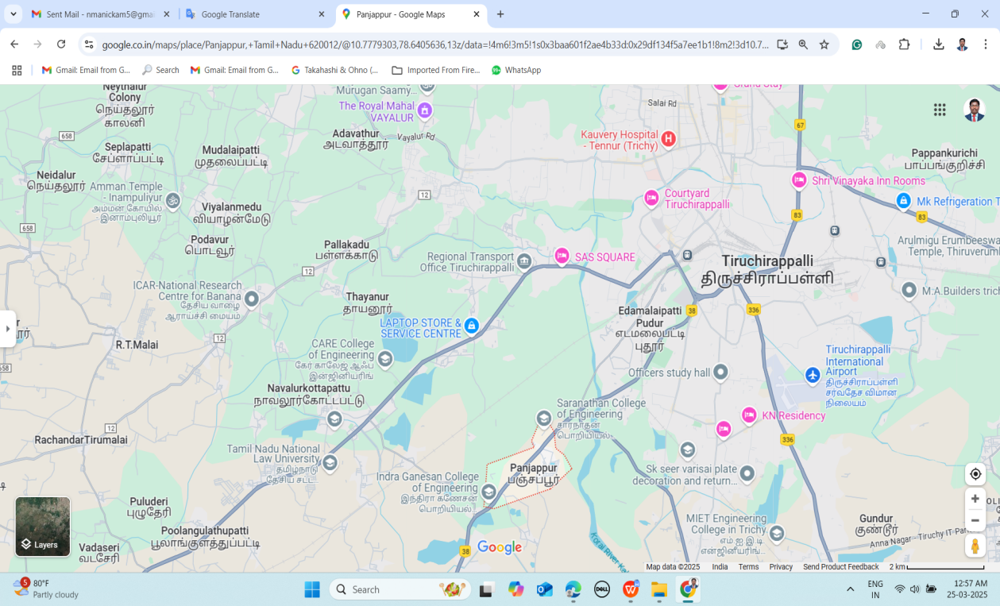 Sent Mail - nmanickam5@gmai
Google Translate
Panjappur - Google Maps
google.co.in/maps/place/Panjappur,+Tamil+Nadu+620012/@10.7779303,78.6405636,13z/data=!4m6!3m5!1s0x3baa601f2ae4b33d:0x29df134f5a7ee1b1!8m2!3d10.7...
Gmail: Email from G...
Search
Gmail: Email from G...
Takahashi & Ohno (...
Imported From Fire...
99+
WhatsApp
Neythalur
Colony
நெய்தலூர்
காலனி
Murugan Saamy...
The Royal Mahal
VAYALUR
Grand Stay
Salai Rd
67
658
Adavathur
அடவாத்தூர்
Vayalur Rd
Kauvery Hospital
- Tennur (Trichy)
H
Seplapatti
சேப்ளாப்பட்டி
Mudalaipatti
முதலைப்பட்டி
Pappankurichi
பாப்பங்குறிச்சி
Neidalur
நெய்தலூர்
Amman Temple
- Inampuliyur
அம்மன் கோயில்
இனாம்புலியூர்
12
Courtyard
Tiruchirappalli
Shri Vinayaka Inn Rooms
Mk Refrigeration T
83
83
Viyalanmedu
வியாழன்மேடு
658
Podavur
பொடவூர்
Pallakadu
பள்ளக்காடு
Regional Transport
Office Tiruchirappalli
SAS SQUARE
Arulmigu Erumbeeswa
Temple, Thiruverum
Tiruchirappalli
திருச்சிராப்பள்ளி
12
ICAR-National Research
Centre for Banana
தேசிய வாழை
ஆராய்ச்சி மையம்
Thayanur
தாயனூர்
M.A.Builders trich
Edamalaipatti
Pudur
எடமலைபட்டி
புதூர்
38
336
LAPTOP STORE &
SERVICE CENTRE
R.T.Malai
12
CARE College
of Engineering
கேர் காலேஜ் ஆஃப்
இன்ஜினியரிங்
Tiruchirappalli
International
Airport
திருச்சிராப்பள்ளி
சர்வதேச விமான
நிலையம்
658
Officers study hall
Navalurkottapattu
நாவலூர்கோட்டபட்டு
Saranathan College
of Engineering
சாரநாதன்
பொறியியல்...
KN Residency
12
RachandarTirumalai
336
Tamil Nadu National
Law University
தமிழ்நாடு
தேசிய சட்ட...
Panjappur
பஞ்சப்பூர்
Sk seer varisai plate
decoration and return...
Indra Ganesan College
of Engineering
இந்திரா கணேசன்
பொறியியல்...
Puluderi
புழுதேரி
MIET Engineering
College in Trichy
எம்.ஐ.இ.டி
என்ஜினியரிங்...
Gundur
குண்டூர்
Poolangulathupatti
பூலாங்குளத்துப்பட்டி
Anna Nagar - Tiruchy IT Par
Vadaseri
வடசேரி
Layers
38
Google
Korai River Ka
Map data ©2025
India
Terms
Privacy
Send Product Feedback
2 km
5
80°F
Partly cloudy
Search
DELL
ENG
IN
12:57 AM
25-03-2025